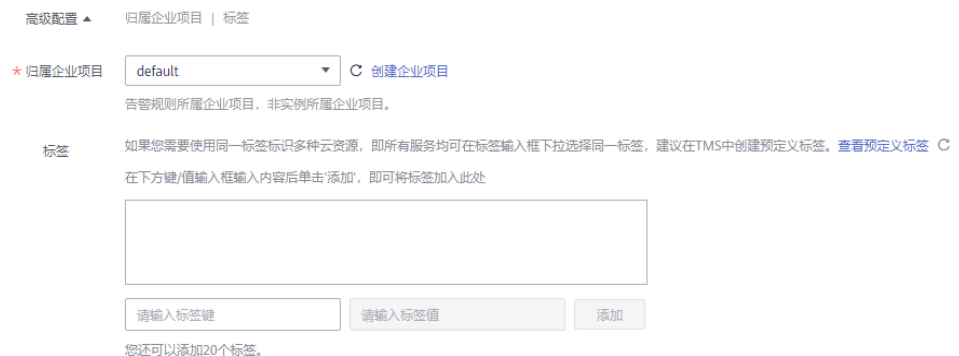 高级配置 归属企业项目 | 标签
* 归属企业项目 default 创建企业项目
告警规则所属企业项目，非实例所属企业项目。
标签 如果您需要使用同一标签标识多种云资源，即所有服务均可在标签输入框下拉选择同一标签，建议在TMS中创建预定义标签。查看预定义标签
在下方键/值输入框输入内容后单击'添加'，即可将标签加入此处
请输入标签键 请输入标签值 添加
您还可以添加20个标签。